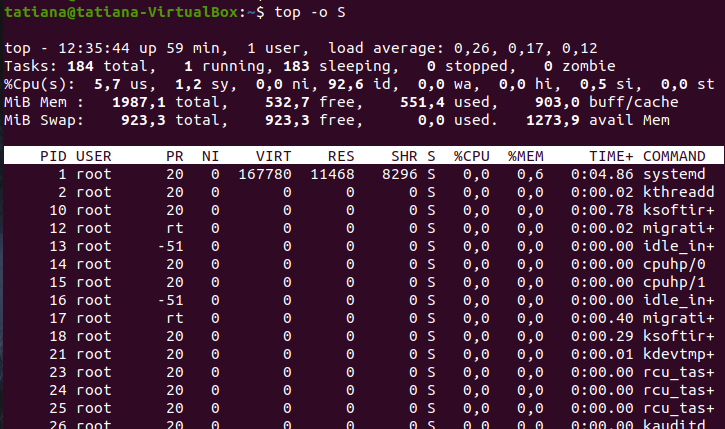 tatiana@tatiana-VirtualBox:~$ top -o S
top - 12:35:44 up 59 min,  1 user,  load average: 0,26, 0,17, 0,12
Tasks: 184 total,   1 running, 183 sleeping,   0 stopped,   0 zombie
%Cpu(s):  5,7 us,  1,2 sy,  0,0 ni, 92,6 id,  0,0 wa,  0,0 hi,  0,5 si,  0,0 st
MiB Mem :   1987,1 total,    532,7 free,    551,4 used,    903,0 buff/cache
MiB Swap:    923,3 total,    923,3 free,      0,0 used.   1273,9 avail Mem
PID USER      PR  NI    VIRT    RES    SHR S  %CPU  %MEM     TIME+ COMMAND
1 root      20   0  167780  11468   8296 S   0,0   0,6   0:04.86 systemd
2 root      20   0       0      0      0 S   0,0   0,0   0:00.02 kthreadd
10 root      20   0       0      0      0 S   0,0   0,0   0:00.78 ksoftir+
12 root      rt   0       0      0      0 S   0,0   0,0   0:00.02 migrati+
13 root     -51   0       0      0      0 S   0,0   0,0   0:00.00 idle_in+
14 root      20   0       0      0      0 S   0,0   0,0   0:00.00 cpuhp/0
15 root      20   0       0      0      0 S   0,0   0,0   0:00.00 cpuhp/1
16 root     -51   0       0      0      0 S   0,0   0,0   0:00.00 idle_in+
17 root      rt   0       0      0      0 S   0,0   0,0   0:00.40 migrati+
18 root      20   0       0      0      0 S   0,0   0,0   0:00.29 ksoftir+
21 root      20   0       0      0      0 S   0,0   0,0   0:00.01 kdevtmp+
23 root      20   0       0      0      0 S   0,0   0,0   0:00.00 rcu_tas+
24 root      20   0       0      0      0 S   0,0   0,0   0:00.00 rcu_tas+
25 root      20   0       0      0      0 S   0,0   0,0   0:00.00 rcu_tas+
26 root      20   0       0      0      0 S   0,0   0,0   0:00.00 kauditd